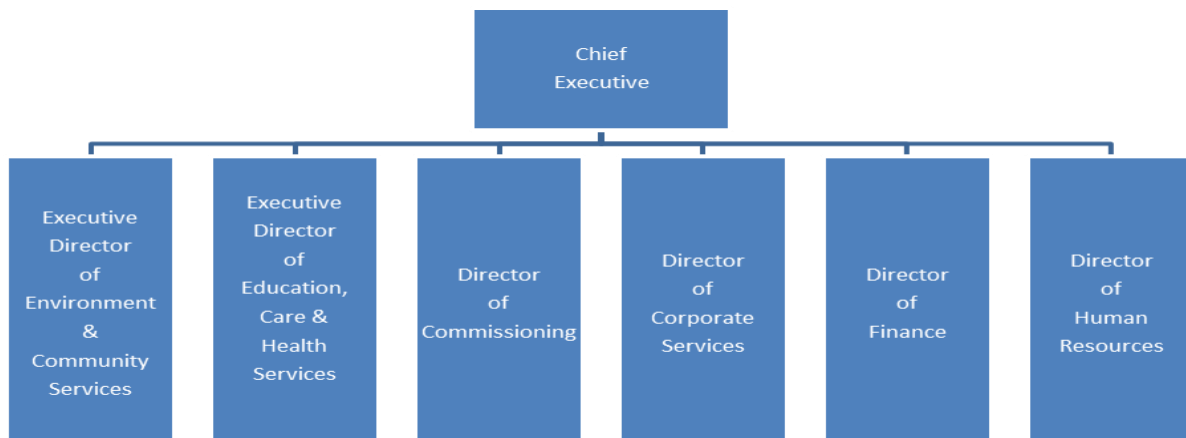 Chief
Executive
Executive
Director
of
Environment
&
Community
Services
Executive
Director
of
Education,
Care &
Health
Services
Director
of
Commissioning
Director
of
Corporate
Services
Director
of
Finance
Director
of
Human
Resources